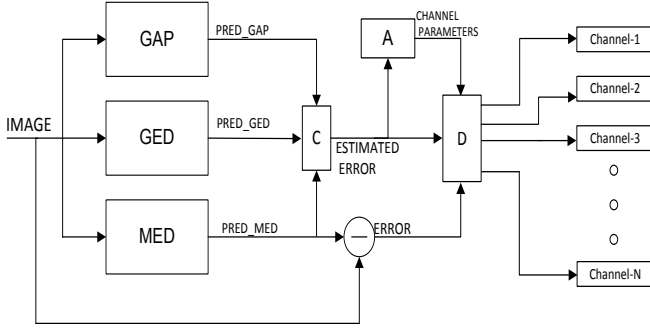 GAP
PRED_GAP
CHANNEL
PARAMETERS
A
Channel-1
Channel-2
IMAGE
GED
PRED_GED
C
ESTIMATED
ERROR
D
Channel-3
MED
PRED_MED
—
ERROR
Channel-N